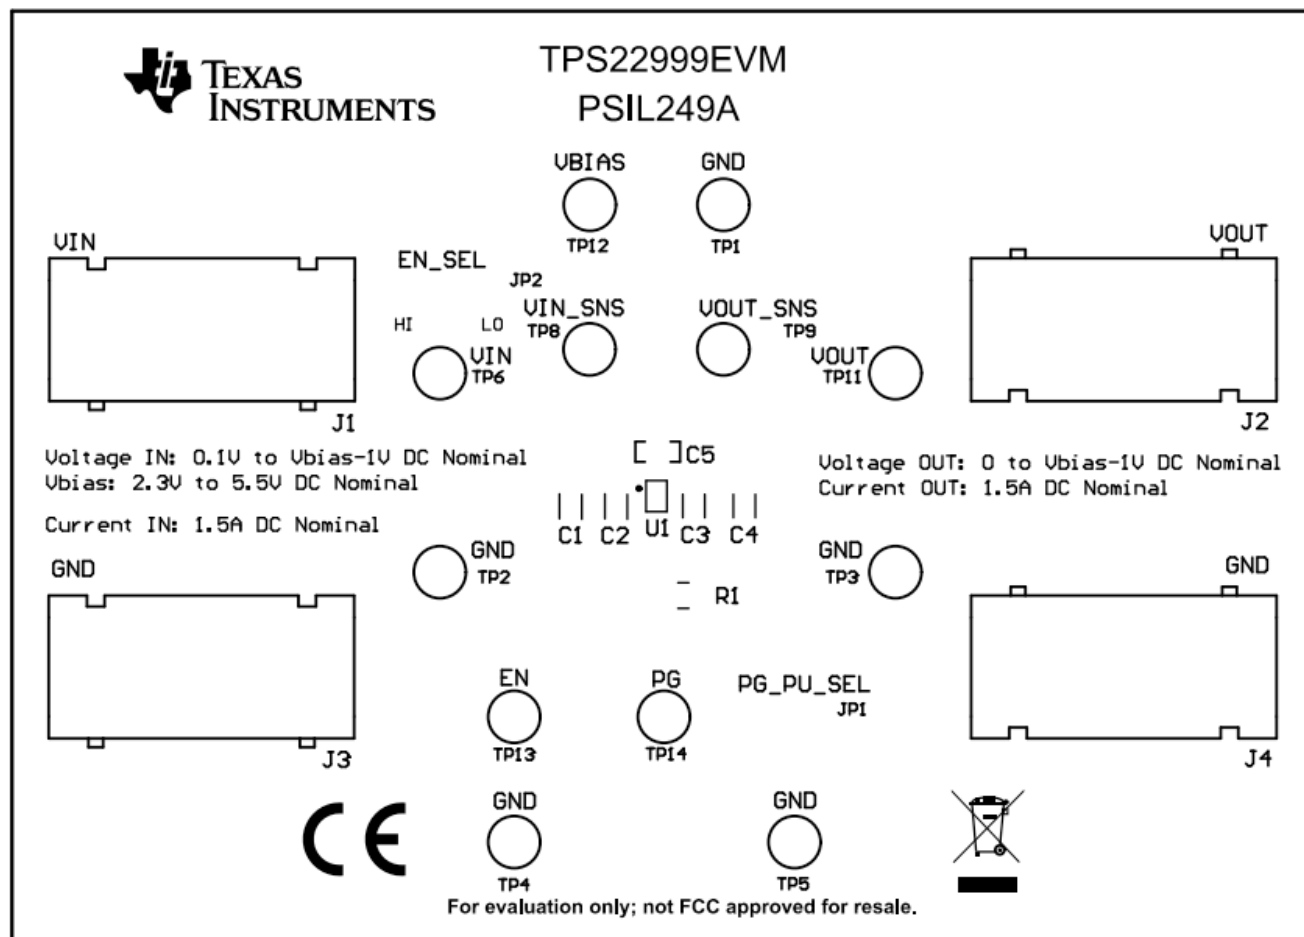 TEXAS
INSTRUMENTS
TPS22999EVM
PSIL249A
VBIAS
GND
TP12
TP1
VIN
VOUT
EN_SEL
JP2
VIN_SNS
VOUT_SNS
HI
LO
TP8
TP9
VIN
TP6
VOUT
TP11
J1
J2
Voltage IN: 0.1V to Vbias-1V DC Nominal
Vbias: 2.3V to 5.5V DC Nominal
Current IN: 1.5A DC Nominal
C5
Voltage OUT: 0 to Vbias-1V DC Nominal
Current OUT: 1.5A DC Nominal
C1
C2
U1
C3
C4
GND
GND
TP2
GND
TP3
GND
R1
EN
PG
PG_PU_SEL
JP1
TP13
TP14
J3
J4
GND
GND
CE
TP4
TP5
For evaluation only; not FCC approved for resale.